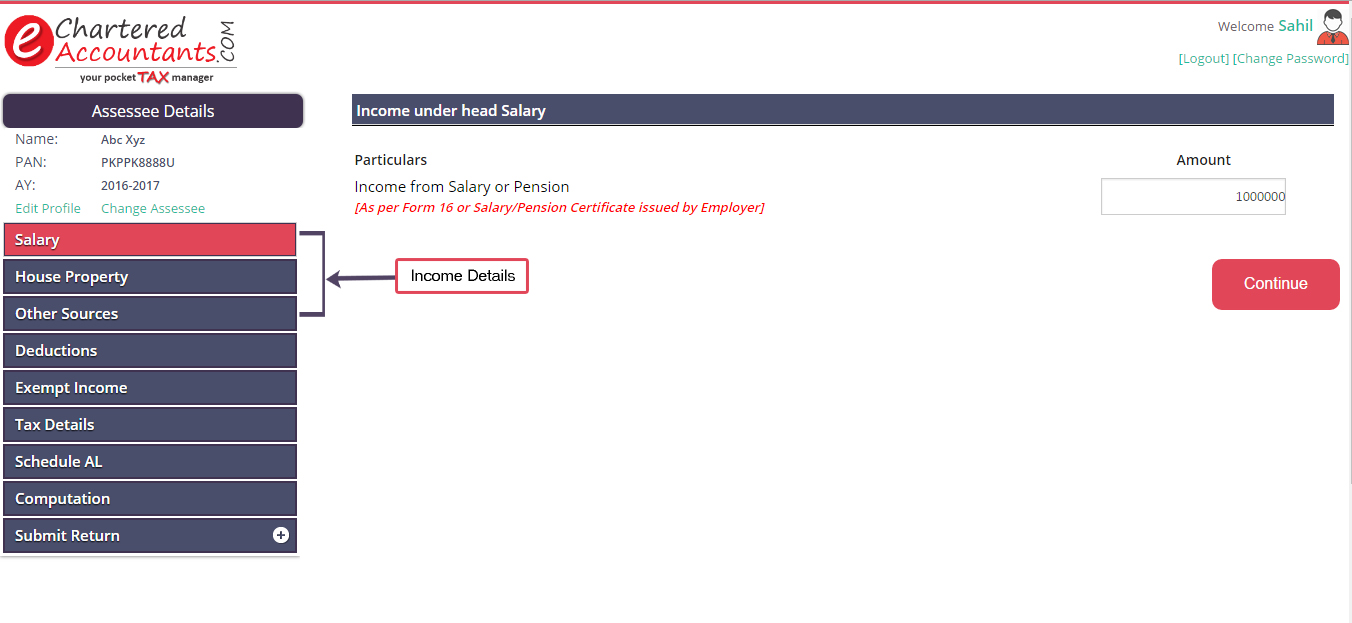 e Chartered
Accountants.COM
your pocket TAX manager
Welcome Sahil
[Logout] [Change Password]
Assessee Details
Name: Abc Xyz
PAN: PKPPK8888U
AY: 2016-2017
Edit Profile Change Assessee
Salary
House Property
Other Sources
Deductions
Exempt Income
Tax Details
Schedule AL
Computation
Submit Return
Income Details
Income under head Salary
Particulars Amount
Income from Salary or Pension 1000000
[As per Form 16 or Salary/Pension Certificate issued by Employer]
Continue